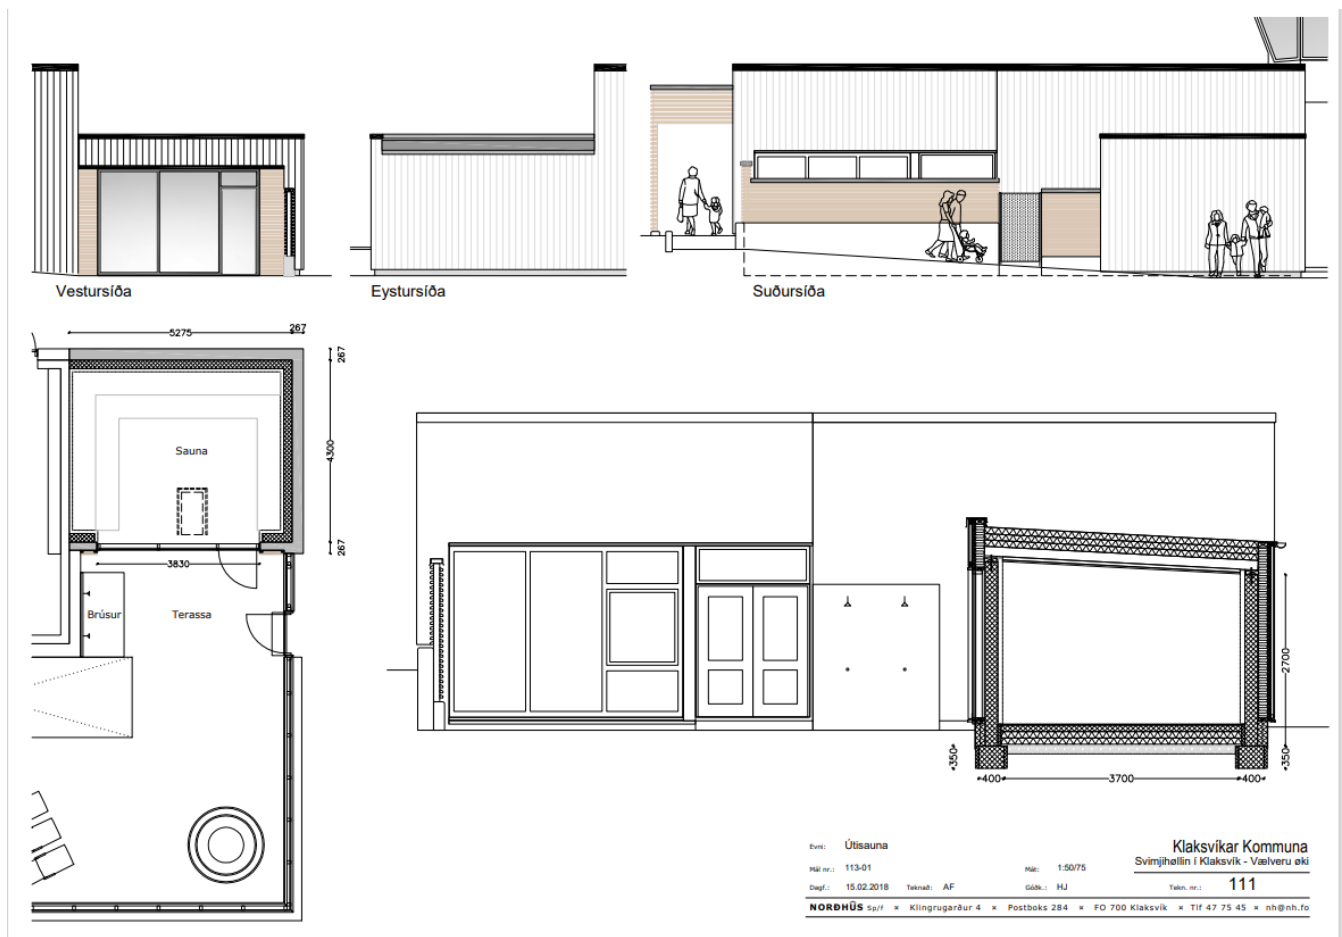 Vestursíða
Eystursíða
Suðursíða
5275
267
267
4300
267
Sauna
3830
Brúsur
Terassa
2700
350
350
400
3700
400
Evni: Útisauna
Klaksvíkar Kommuna
Svimjihøllin í Klaksvík - Vælveru øki
Mál nr.: 113-01
Mát: 1:50/75
Dagf.: 15.02.2018 Teknað: AF
Góðk.: HJ
Tekn. nr.: 111
NORÐHÚS Sp/f × Klingrugarður 4 × Postboks 284 × FO 700 Klaksvík × Tlf 47 75 45 × nh@nh.fo